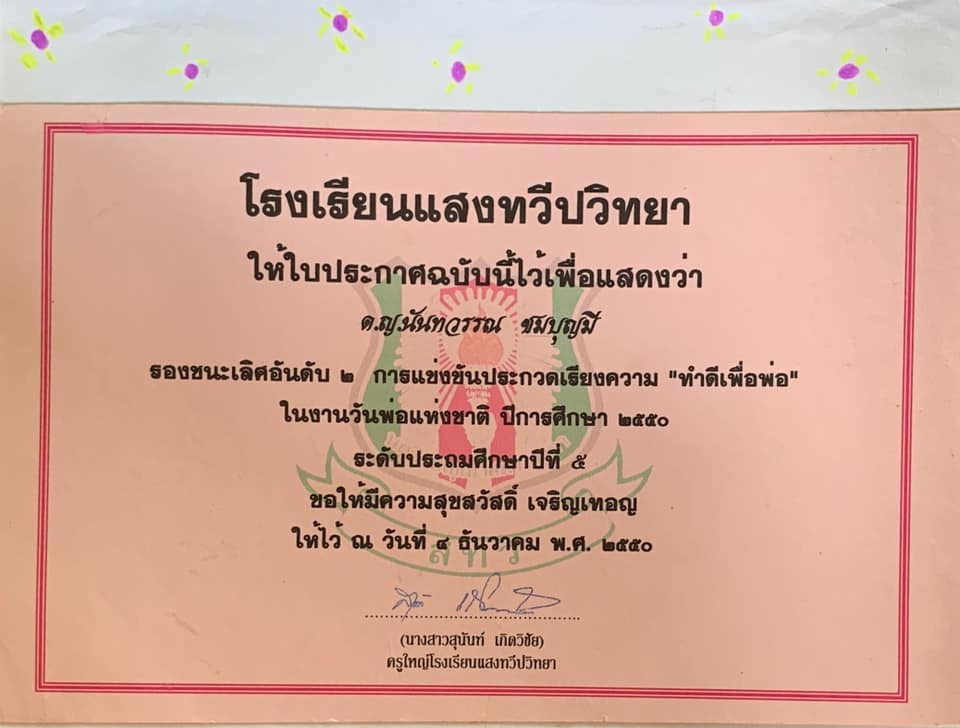 โรงเรียนแสงทวีปวิทยา
ให้ใบประกาศฉบับนี้ไว้เพื่อแสดงว่า
ด.ญ.นันทวรรณ ชมบุญมี
รองชนะเลิศอันดับ ๒ การแข่งขันประกวดเรียงความ "ทำดีเพื่อพ่อ"
ในงานวันพ่อแห่งชาติ ปีการศึกษา ๒๕๕๐
ระดับประถมศึกษาปีที่ ๕
ขอให้มีความสุขสวัสดิ์ เจริญเทอญ
ให้ไว้ ณ วันที่ ๔ ธันวาคม พ.ศ. ๒๕๕๐
ส ท ว
(นางสาวสุนันท์ เกิดวิชัย)
ครูใหญ่โรงเรียนแสงทวีปวิทยา